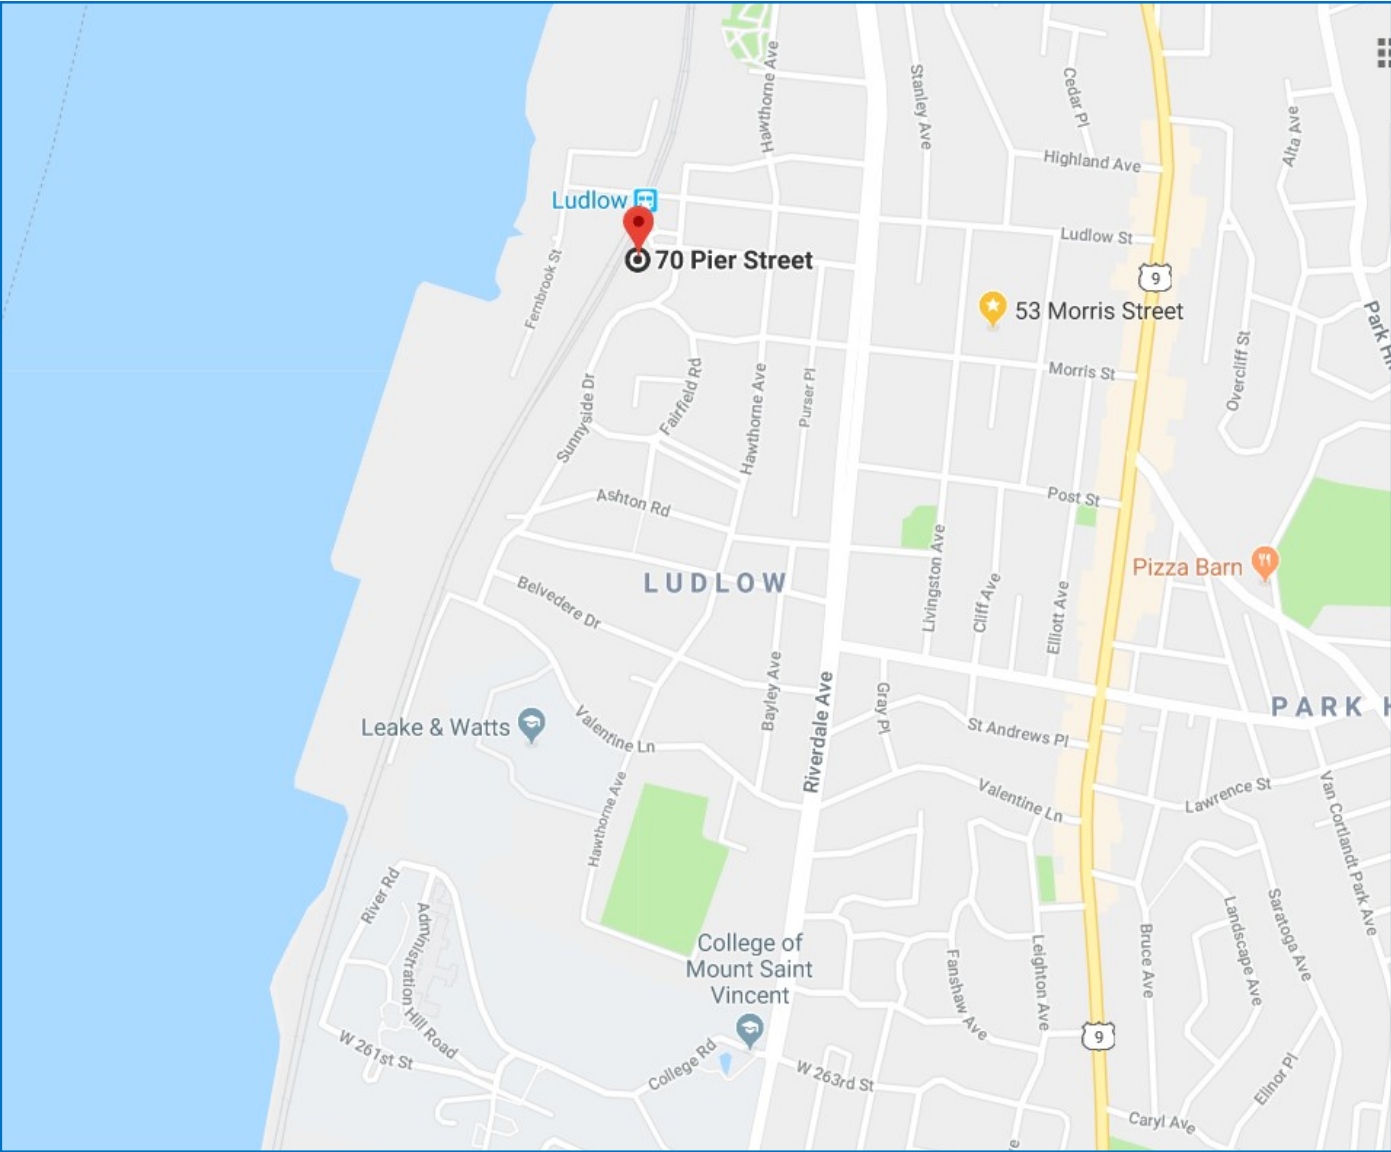 Hawthorne Ave
Stanley Ave
Cedar Pl
Highland Ave
Alta Ave
Ludlow
Ludlow St
70 Pier Street
Fernbrook St
9
53 Morris Street
Park
Overcliff St
Morris St
Sunnyside Dr
Fairfield Rd
Hawthorne Ave
Purser Pl
Ashton Rd
Post St
LUDLOW
Belvedere Dr
Livingston Ave
Cliff Ave
Elliott Ave
Pizza Barn
PARK H
Leake & Watts
Valentine Ln
Bayley Ave
Riverdale Ave
Gray Pl
St Andrews Pl
Valentine Ln
Lawrence St
Van Cortlandt Park Ave
Hawthorne Ave
River Rd
Administration Hill Road
College of
Mount Saint
Vincent
Fanshaw Ave
Leighton Ave
Bruce Ave
Landscape Ave
Saratoga Ave
W 261st St
College Rd
W 263rd St
9
Elinor Pl
Caryl Ave